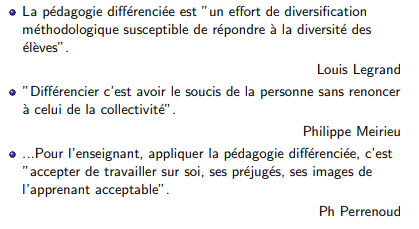 La pédagogie différenciée est "un effort de diversification
méthodologique susceptible de répondre à la diversité des
élèves".
Louis Legrand
"Différencier c'est avoir le soucis de la personne sans renoncer
à celui de la collectivité".
Philippe Meirieu
...Pour l'enseignant, appliquer la pédagogie différenciée, c'est
"accepter de travailler sur soi, ses préjugés, ses images de
l'apprenant acceptable".
Ph Perrenoud